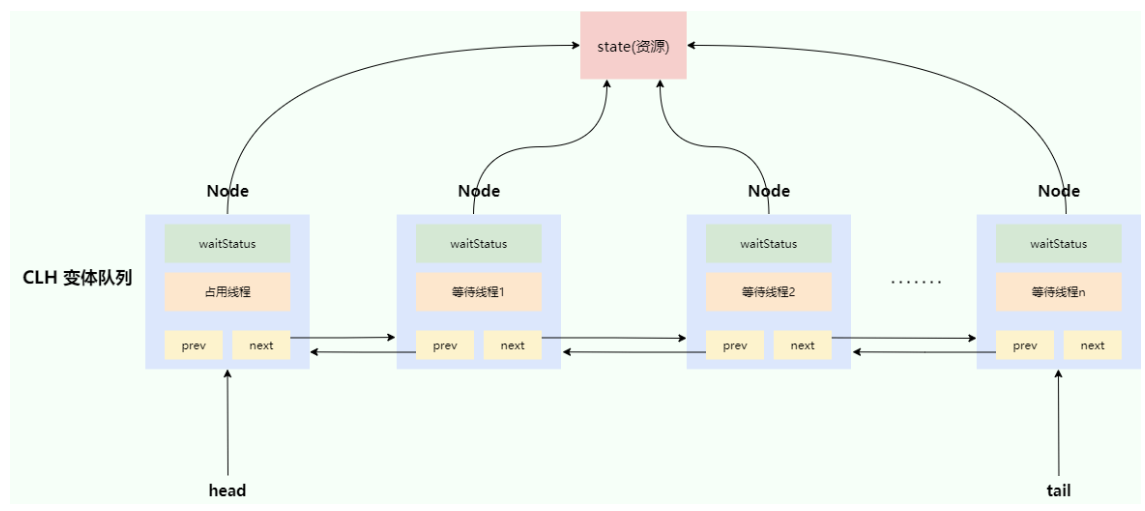 state(资源)
Node Node Node Node
waitStatus waitStatus waitStatus waitStatus
CLH 变体队列
占用线程 等待线程1 等待线程2 ······· 等待线程n
prev next prev next prev next prev next
head tail